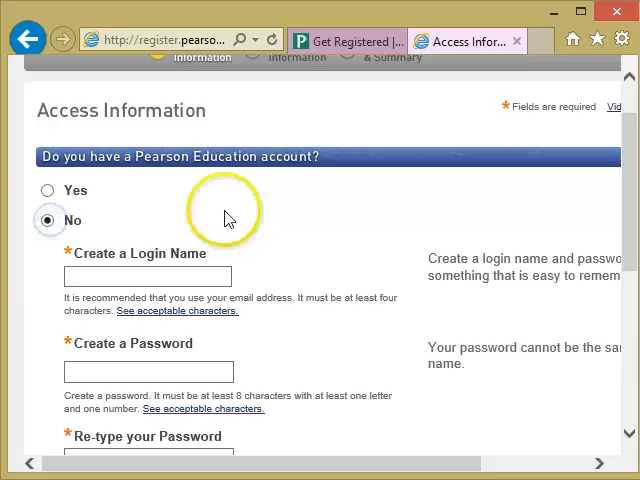 http://register.pearso...
Get Registered |...
Access Infor...
Information
Information
& Summary
Access Information
* Fields are required
Vid
Do you have a Pearson Education account?
Yes
No
*Create a Login Name
Create a login name and passwo
something that is easy to remem
It is recommended that you use your email address. It must be at least four
characters. See acceptable characters.
*Create a Password
Your password cannot be the sam
name.
Create a password. It must be at least 8 characters with at least one letter
and one number. See acceptable characters.
*Re-type your Password